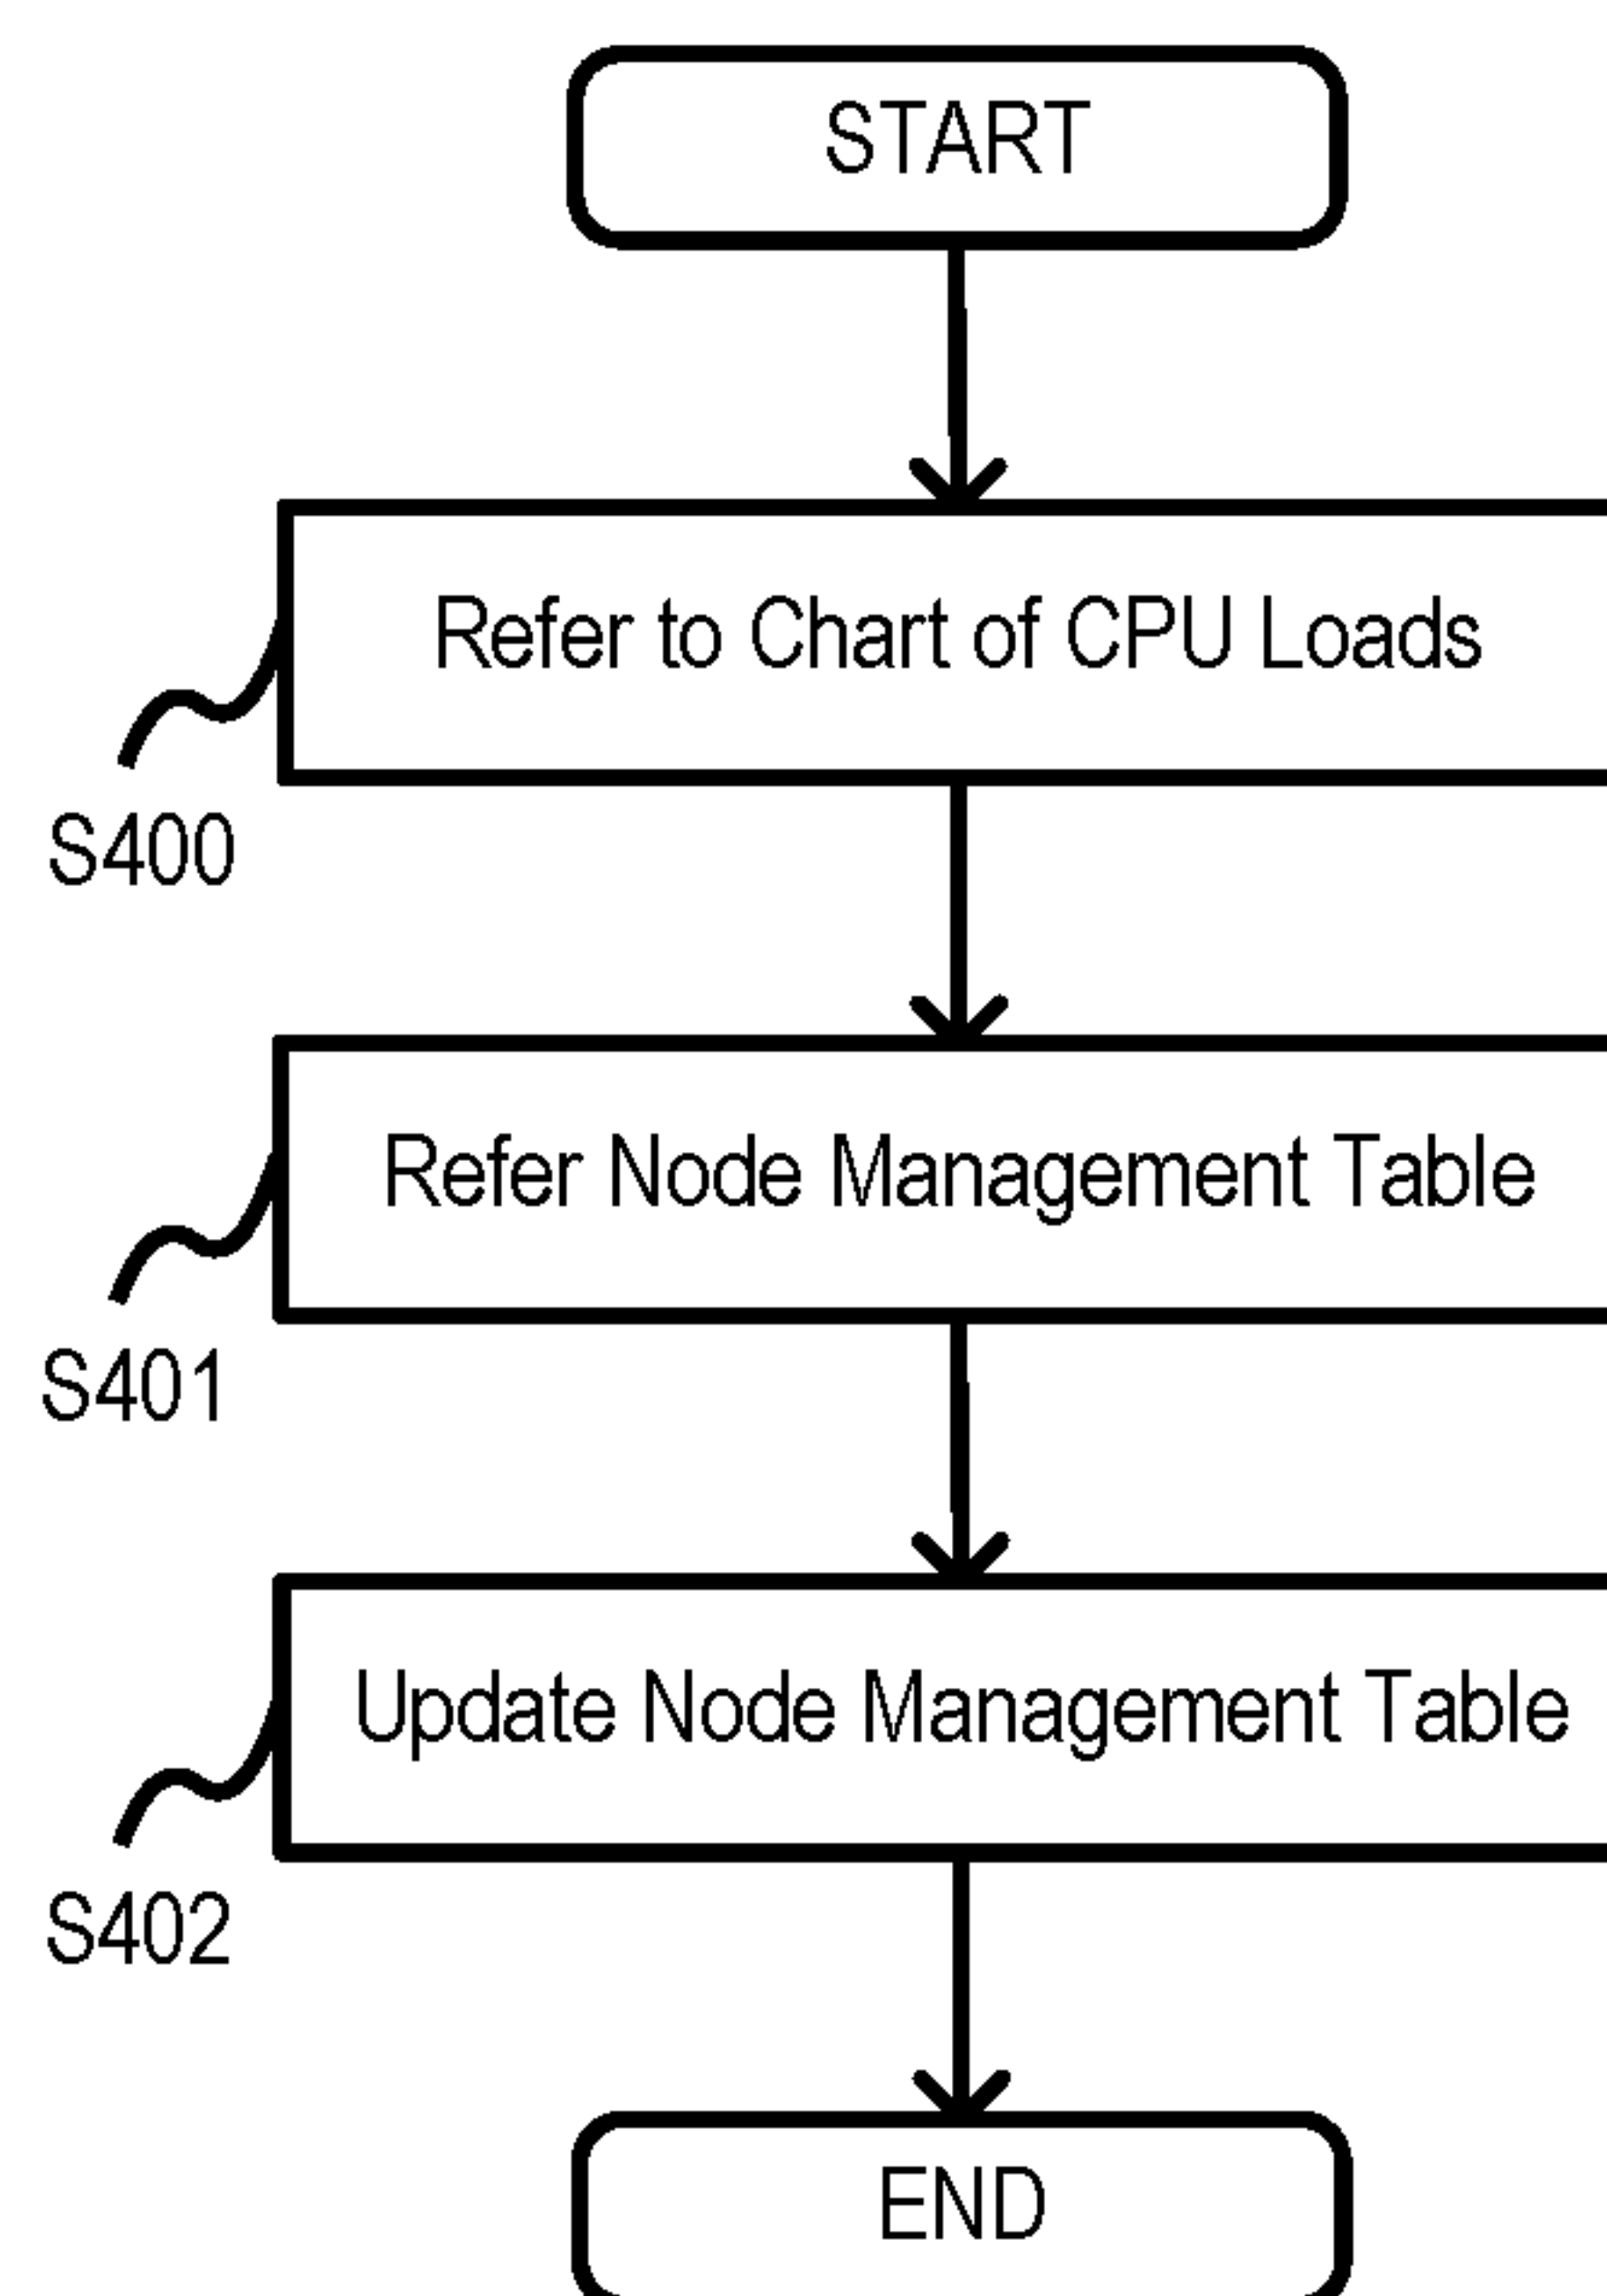 START
Refer to Chart of CPU Loads
S400
Refer Node Management Table
S401
Update Node Management Table
S402
END